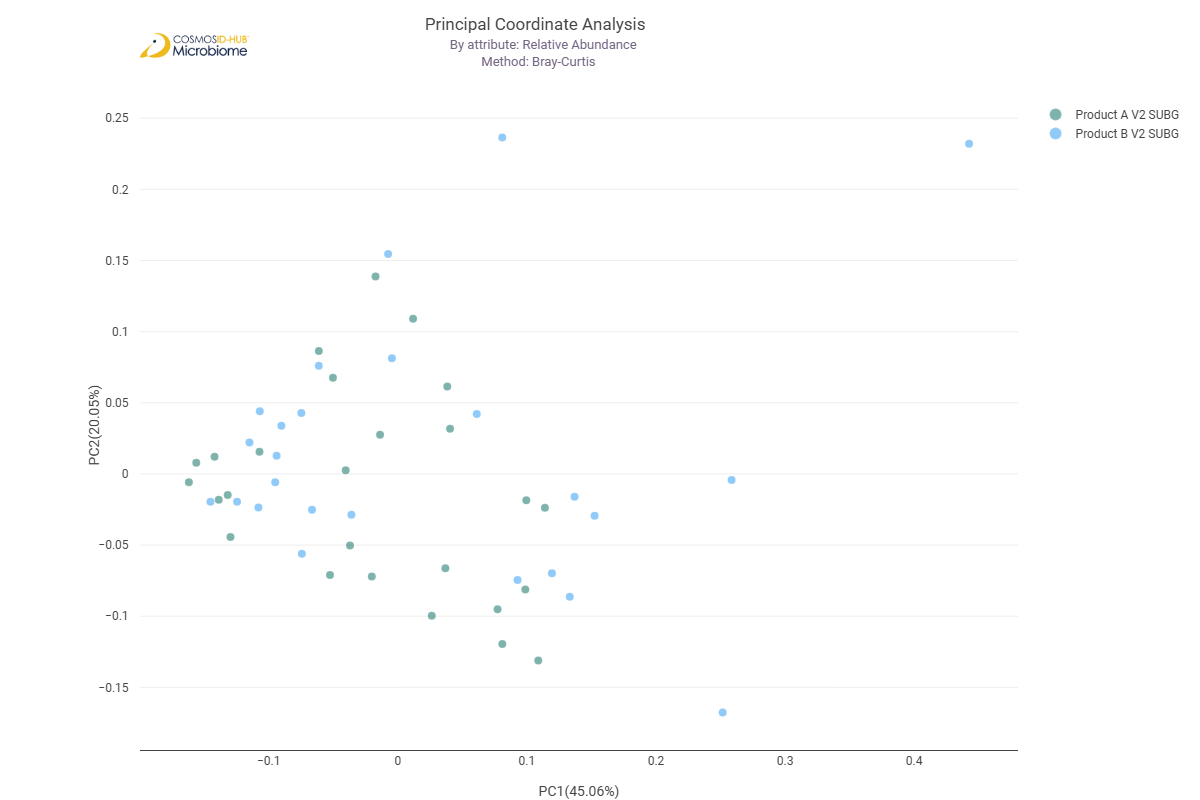 Principal Coordinate Analysis
By attribute: Relative Abundance
Method: Bray-Curtis
COSMOSID-HUB
Microbiome
Product A V2 SUBG
Product B V2 SUBG
0.25
0.2
0.15
0.1
0.05
0
−0.05
−0.1
−0.15
PC2(20.05%)
−0.1
0
0.1
0.2
0.3
0.4
PC1(45.06%)